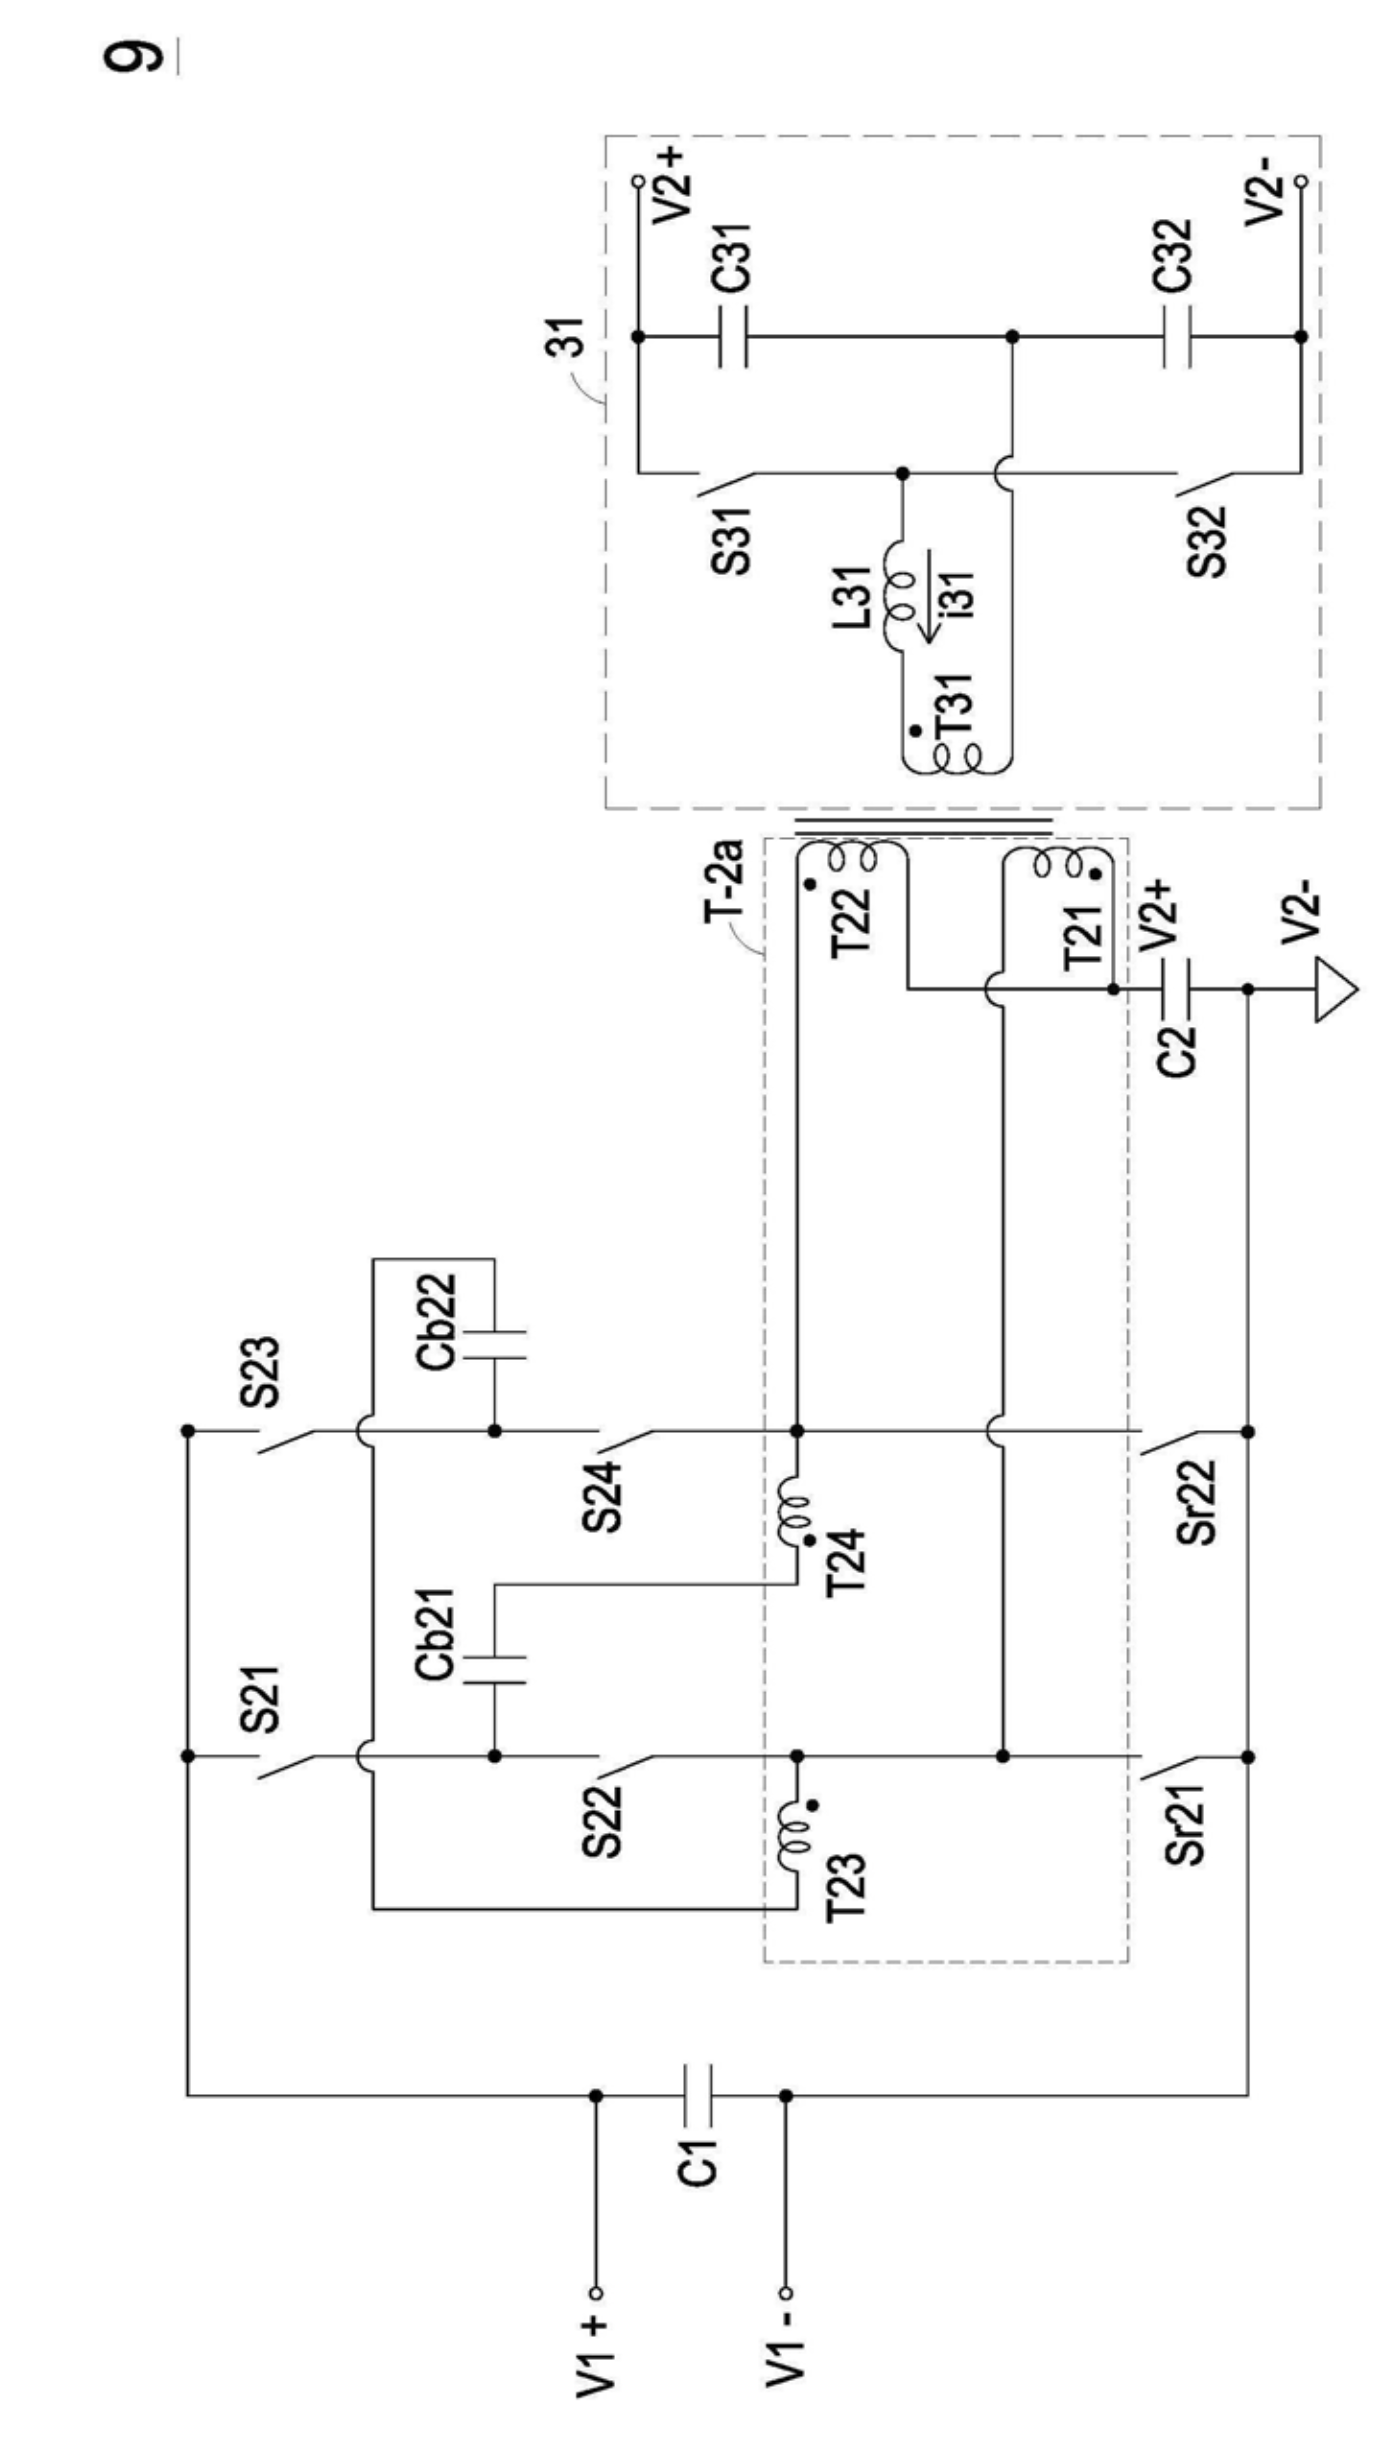 9
S21
S23
Cb21
Cb22
31
V1 +
S22
S24
V2+
C1
T-2a
S31
C31
V1 -
T23
T24
T22
L31
T31
i31
T21
C2
V2+
C32
Sr21
Sr22
S32
V2-
V2-